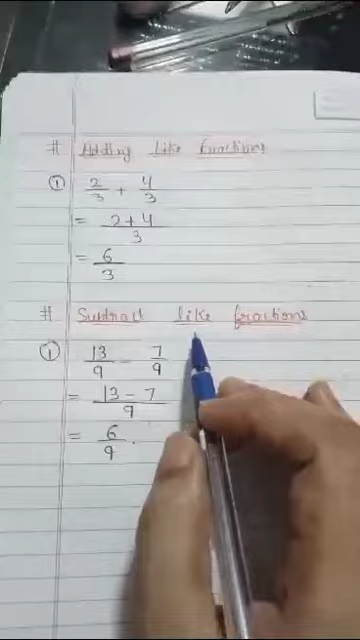 # Adding like fractions
① 2/3 + 4/3
= 2+4/3
= 6/3
# Subtract like fractions
① 13/9 - 7/9
= 13-7/9
= 6/9.